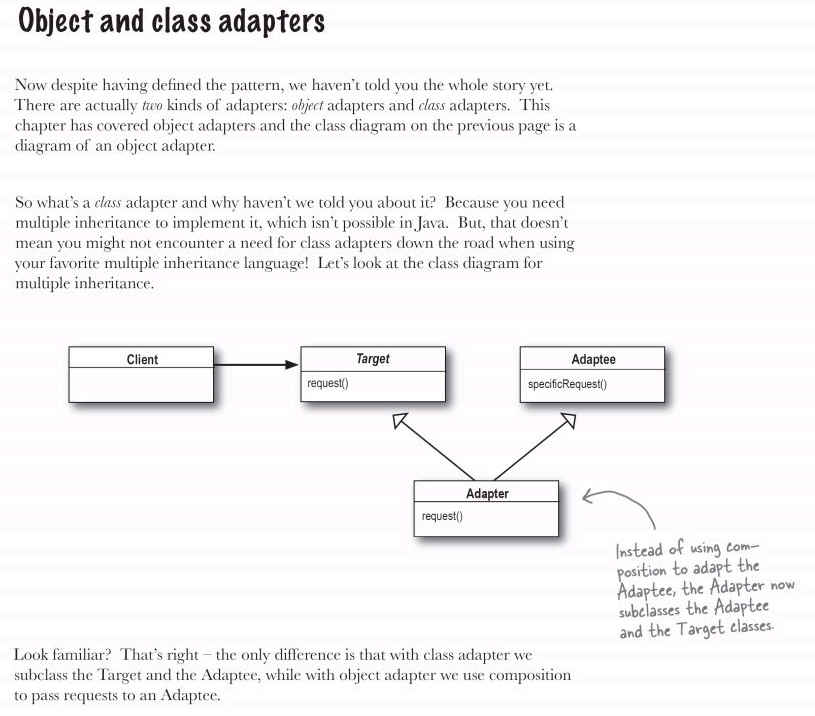 Object and class adapters
Now despite having defined the pattern, we haven't told you the whole story yet.
There are actually two kinds of adapters: object adapters and class adapters. This
chapter has covered object adapters and the class diagram on the previous page is a
diagram of an object adapter.
So what's a class adapter and why haven't we told you about it? Because you need
multiple inheritance to implement it, which isn't possible in Java. But, that doesn't
mean you might not encounter a need for class adapters down the road when using
your favorite multiple inheritance language! Let's look at the class diagram for
multiple inheritance.
Client
Target
request()
Adaptee
specificRequest()
Adapter
request()
Instead of using com-
position to adapt the
Adaptee, the Adapter now
subclasses the Adaptee
and the Target classes.
Look familiar? That's right – the only difference is that with class adapter we
subclass the Target and the Adaptee, while with object adapter we use composition
to pass requests to an Adaptee.